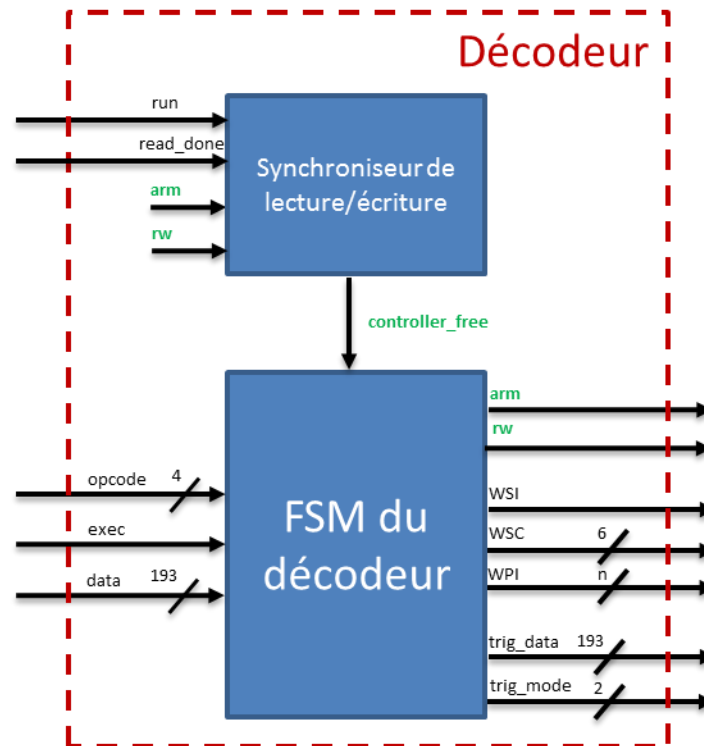 Décodeur
run
read_done
arm
rw
Synchroniseur de
lecture/écriture
controller_free
arm
rw
opcode 4
exec
data 193
FSM du
décodeur
WSI
WSC 6
WPI n
trig_data 193
trig_mode 2